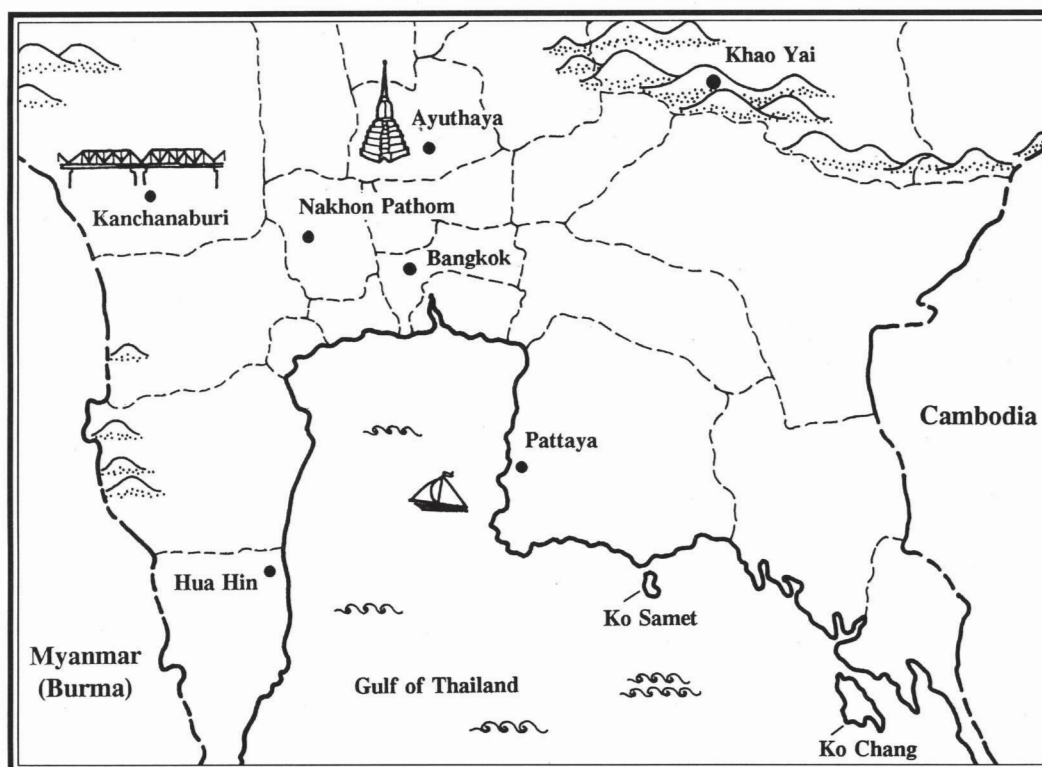 Khao Yai
Ayuthaya
Kanchanaburi
Nakhon Pathom
Bangkok
Cambodia
Pattaya
Hua Hin
Ko Samet
Myanmar
(Burma)
Gulf of Thailand
Ko Chang